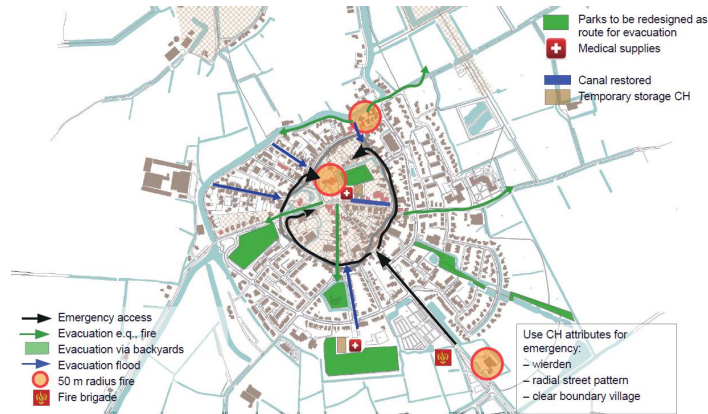 Parks to be redesigned as
route for evacuation
Medical supplies
Canal restored
Temporary storage CH
Emergency access
Evacuation e.q., fire
Evacuation via backyards
Evacuation flood
50 m radius fire
Fire brigade
Use CH attributes for
emergency:
– wierden
– radial street pattern
– clear boundary village